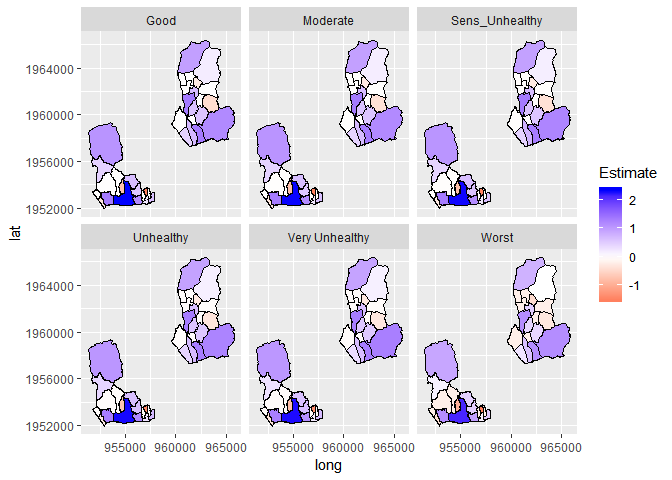 Good Moderate Sens_Unhealthy
1964000
1960000
1956000
1952000
Unhealthy Very Unhealthy Worst
1964000
1960000
1956000
1952000
955000 960000 965000 955000 960000 965000 955000 960000 965000
long
lat
Estimate
2
1
0
-1